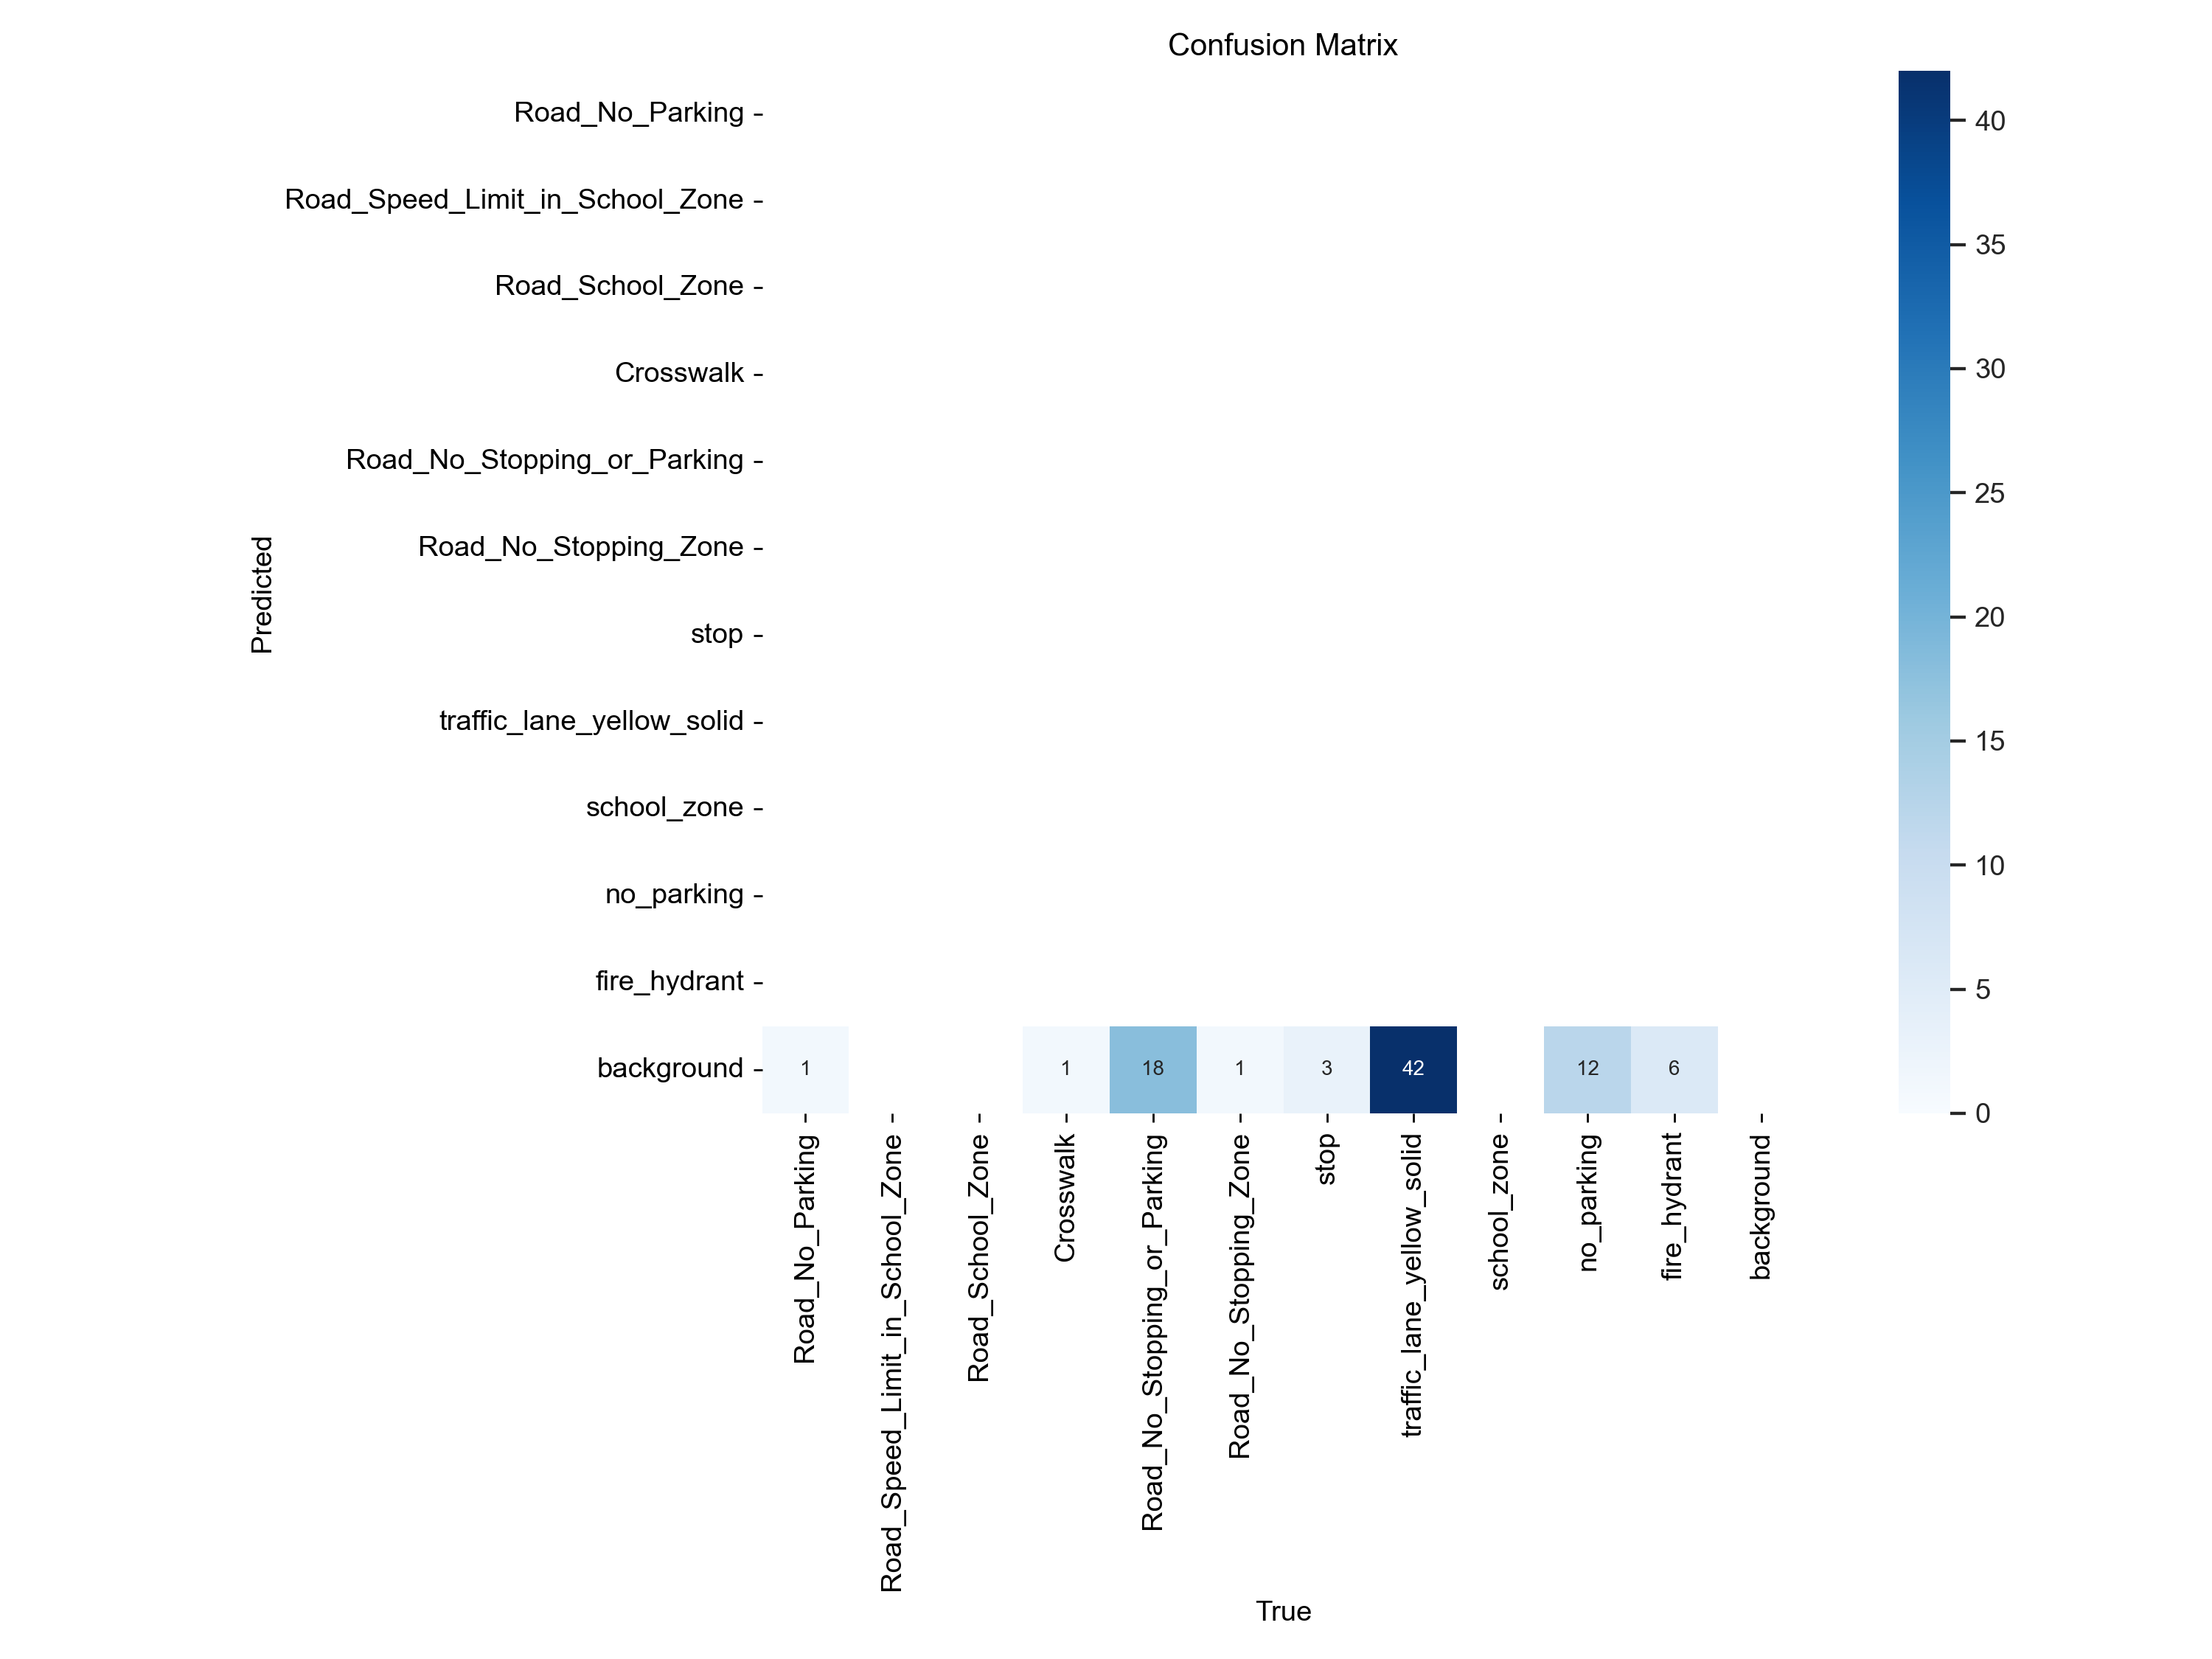 Confusion Matrix
Road_No_Parking
Road_Speed_Limit_in_School_Zone
Road_School_Zone
Crosswalk
Road_No_Stopping_or_Parking
Road_No_Stopping_Zone
stop
traffic_lane_yellow_solid
school_zone
no_parking
fire_hydrant
background
Predicted
1 1 18 1 3 42 12 6
Road_No_Parking
Road_Speed_Limit_in_School_Zone
Road_School_Zone
Crosswalk
Road_No_Stopping_or_Parking
Road_No_Stopping_Zone
stop
traffic_lane_yellow_solid
school_zone
no_parking
fire_hydrant
background
True
40
35
30
25
20
15
10
5
0